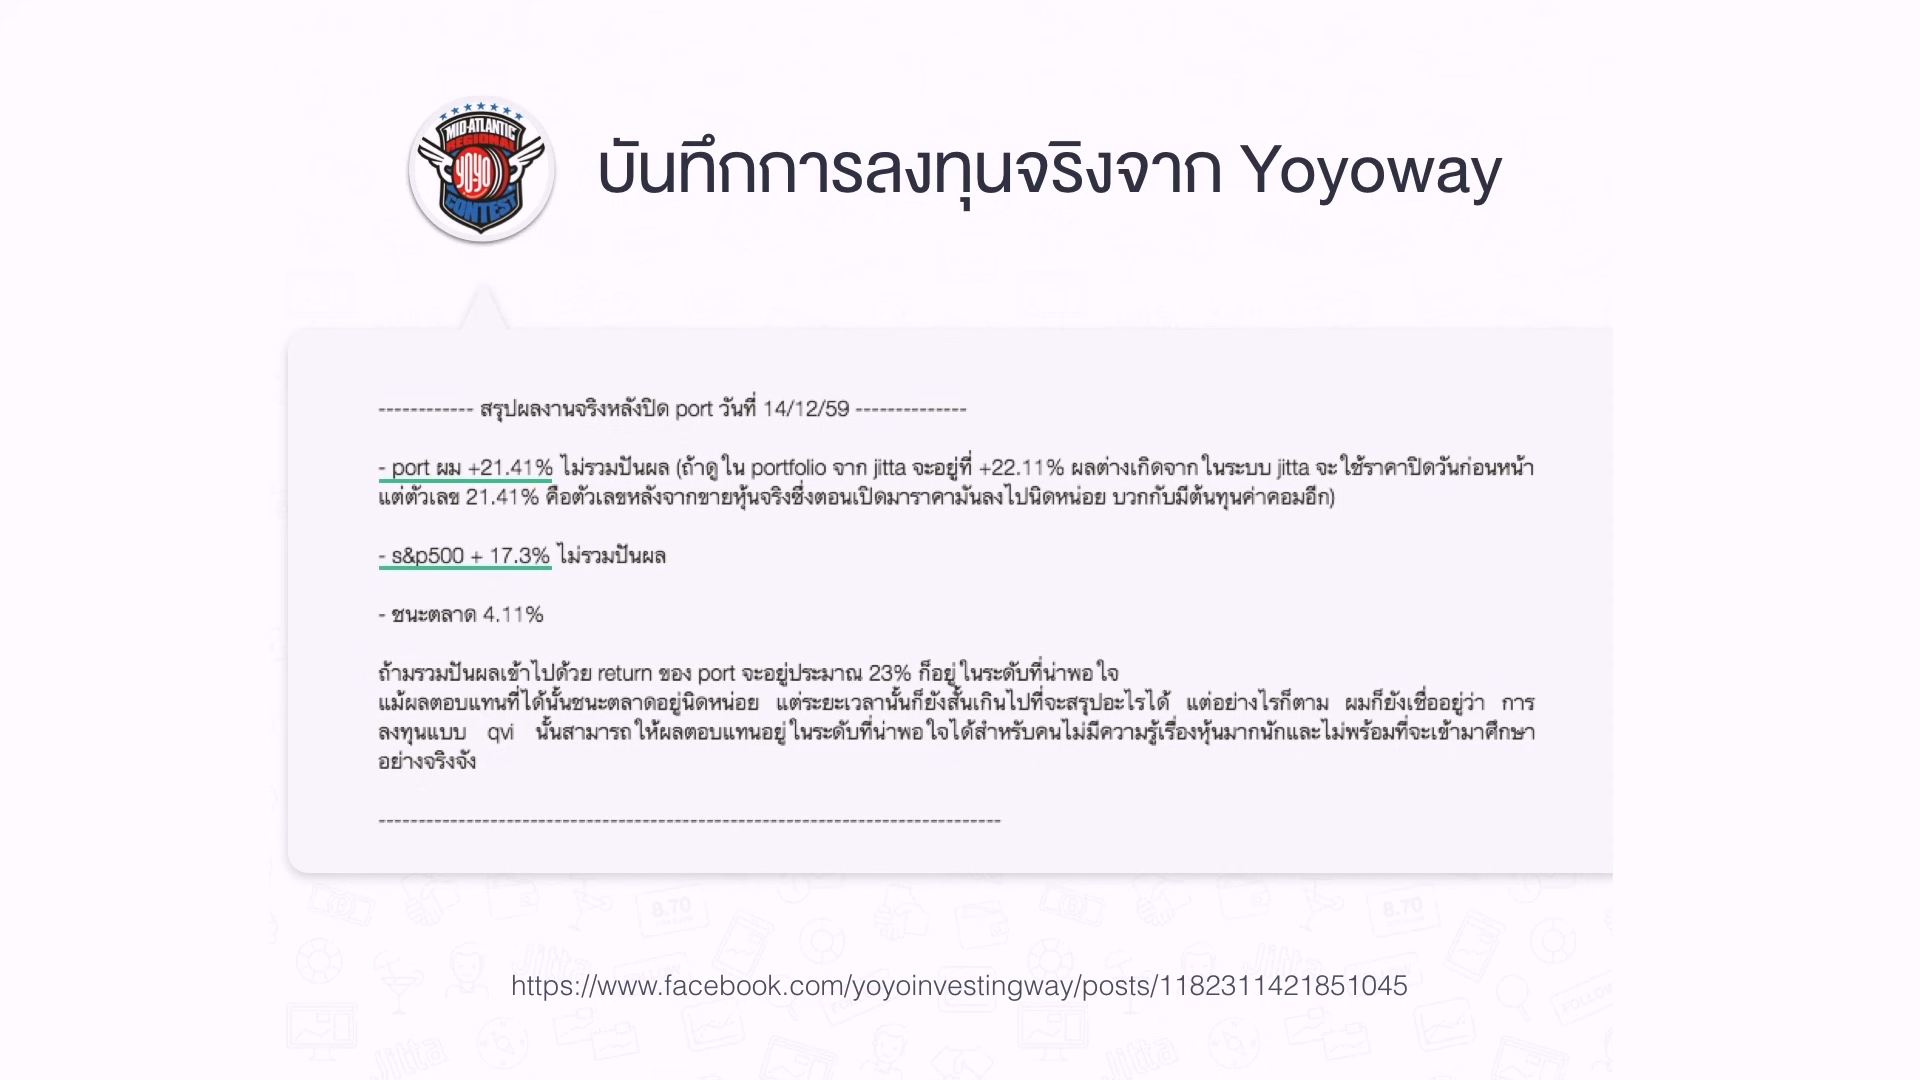 MID-ATLANTIC
REGIONAL
YOYO
CONTEST
บันทึกการลงทุนจริงจาก Yoyoway
------------ สรุปผลงานจริงหลังปิด port วันที่ 14/12/59 --------------
- port ผม +21.41% ไม่รวมปันผล (ถ้าดูใน portfolio จาก jitta จะอยู่ที่ +22.11% ผลต่างเกิดจากในระบบ jitta จะใช้ราคาปิดวันก่อนหน้า
แต่ตัวเลข 21.41% คือตัวเลขหลังจากขายหุ้นจริงซึ่งตอนเปิดมาราคามันลงไปนิดหน่อย บวกกับมีต้นทุนค่าคอมอีก)
- s&p500 + 17.3% ไม่รวมปันผล
- ชนะตลาด 4.11%
ถ้ามรวมปันผลเข้าไปด้วย return ของ port จะอยู่ประมาณ 23% ก็อยู่ในระดับที่น่าพอใจ
แม้ผลตอบแทนที่ได้นั้นชนะตลาดอยู่นิดหน่อย แต่ระยะเวลานั้นก็ยังสั้นเกินไปที่จะสรุปอะไรได้ แต่อย่างไรก็ตาม ผมก็ยังเชื่ออยู่ว่า การ
ลงทุนแบบ qvi นั้นสามารถให้ผลตอบแทนอยู่ในระดับที่น่าพอใจได้สำหรับคนไม่มีความรู้เรื่องหุ้นมากนักและไม่พร้อมที่จะเข้ามาศึกษา
อย่างจริงจัง
------------------------------------------------------------------------------
8.70
8.70
Jitta
Jitta
https://www.facebook.com/yoyoinvestingway/posts/1182311421851045
FOLLOW
Jitta
Jitta